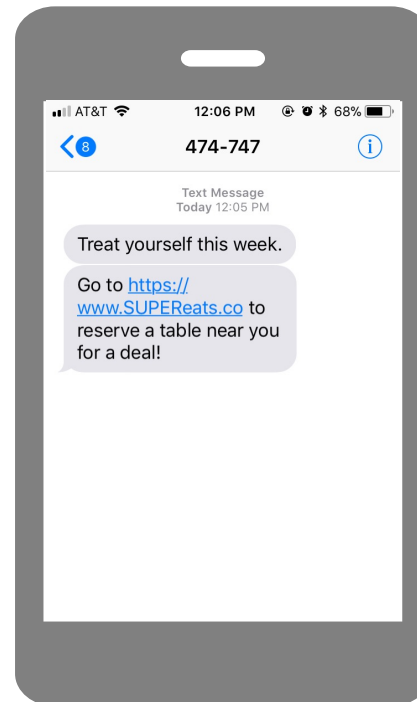 AT&T 12:06 PM 68%
8 474-747 i
Text Message
Today 12:05 PM
Treat yourself this week.
Go to https://
www.SUPEReats.co to
reserve a table near you
for a deal!